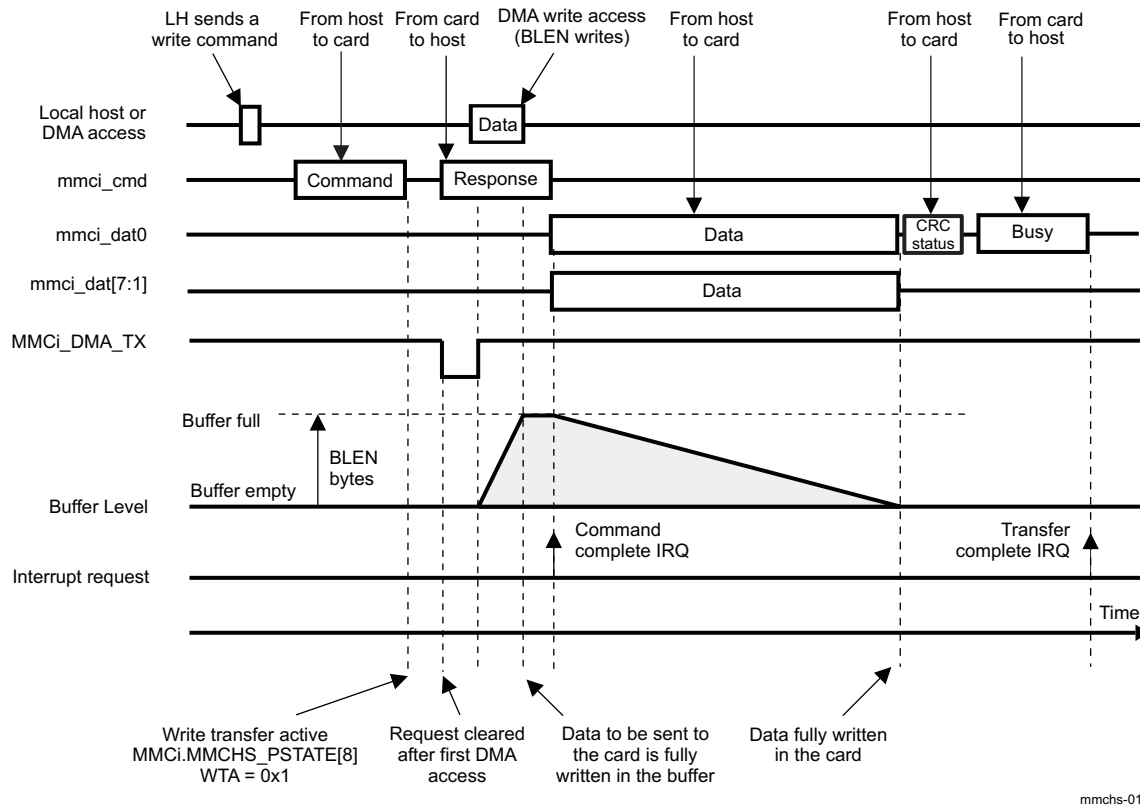 LH sends a
write command
From host
to card
From card
to host
DMA write access
(BLEN writes)
From host
to card
From host
to card
From card
to host
Local host or
DMA access
Data
mmci_cmd
Command
Response
mmci_dat0
Data
CRC
status
Busy
mmci_dat[7:1]
Data
MMCi_DMA_TX
Buffer full
BLEN
bytes
Buffer empty
Buffer Level
Command
complete IRQ
Transfer
complete IRQ
Interrupt request
Time
Write transfer active
MMCi.MMCHS_PSTATE[8]
WTA = 0x1
Request cleared
after first DMA
access
Data to be sent to
the card is fully
written in the buffer
Data fully written
in the card
mmchs-01